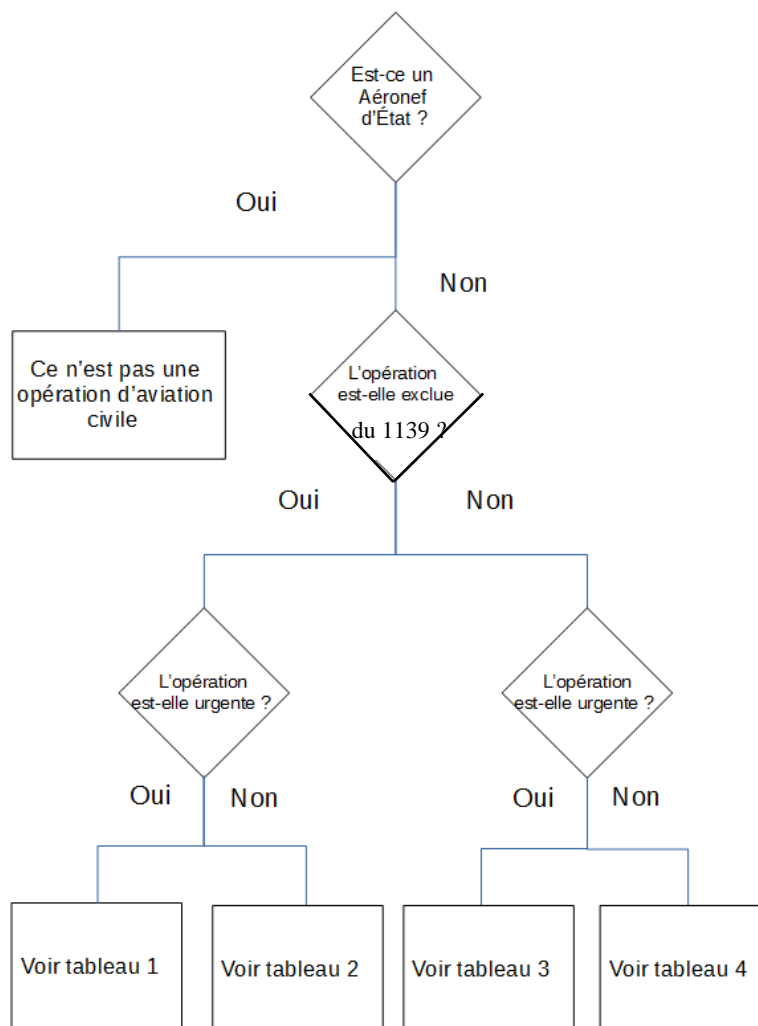 Est-ce un
Aéronef
d'État ?
Oui
Non
Ce n'est pas une
opération d'aviation
civile
L'opération
est-elle exclue
du 1139 ?
Oui
Non
L'opération
est-elle urgente ?
L'opération
est-elle urgente ?
Oui
Non
Oui
Non
Voir tableau 1
Voir tableau 2
Voir tableau 3
Voir tableau 4